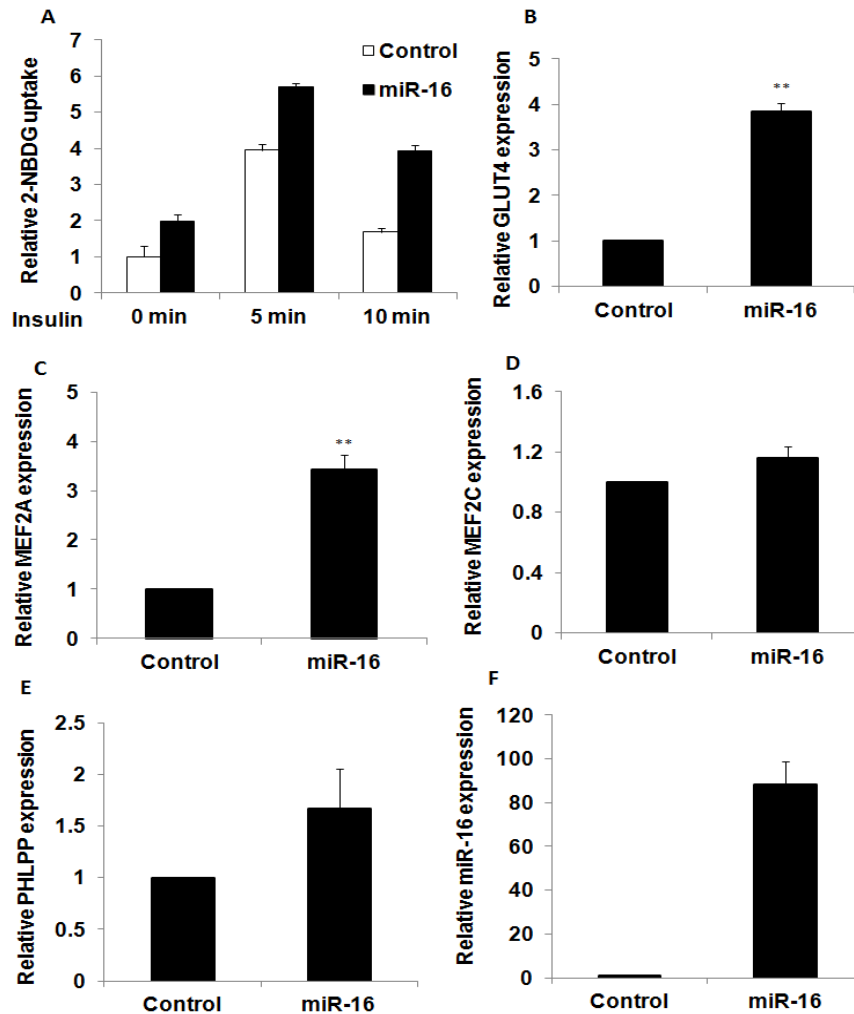 A
Relative 2-NBDG uptake
7
6
5
4
3
2
1
0
Control
miR-16
Insulin 0 min 5 min 10 min
B
Relative GLUT4 expression
5
4
3
2
1
0
**
Control miR-16
C
Relative MEF2A expression
5
4
3
2
1
0
**
Control miR-16
D
Relative MEF2C expression
1.6
1.2
0.8
0.4
0
Control miR-16
E
Relative PHLPP expression
2.5
2
1.5
1
0.5
0
Control miR-16
F
Relative miR-16 expression
120
100
80
60
40
20
0
Control miR-16